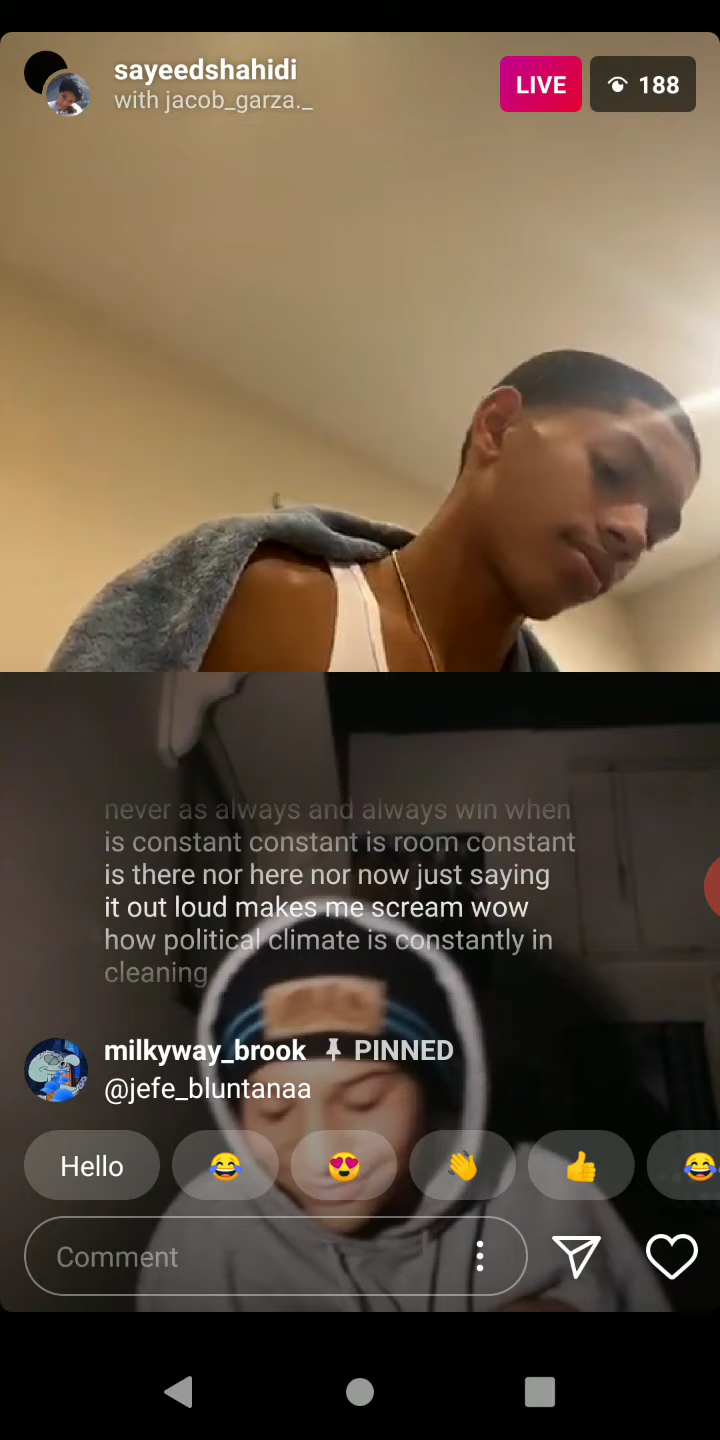 sayeedshahidi
with jacob_garza._
LIVE
188
never as always and always win when
is constant constant is room constant
is there nor here nor now just saying
it out loud makes me scream wow
how political climate is constantly in
cleaning
milkyway_brook PINNED
@jefe_bluntanaa
Hello
Comment